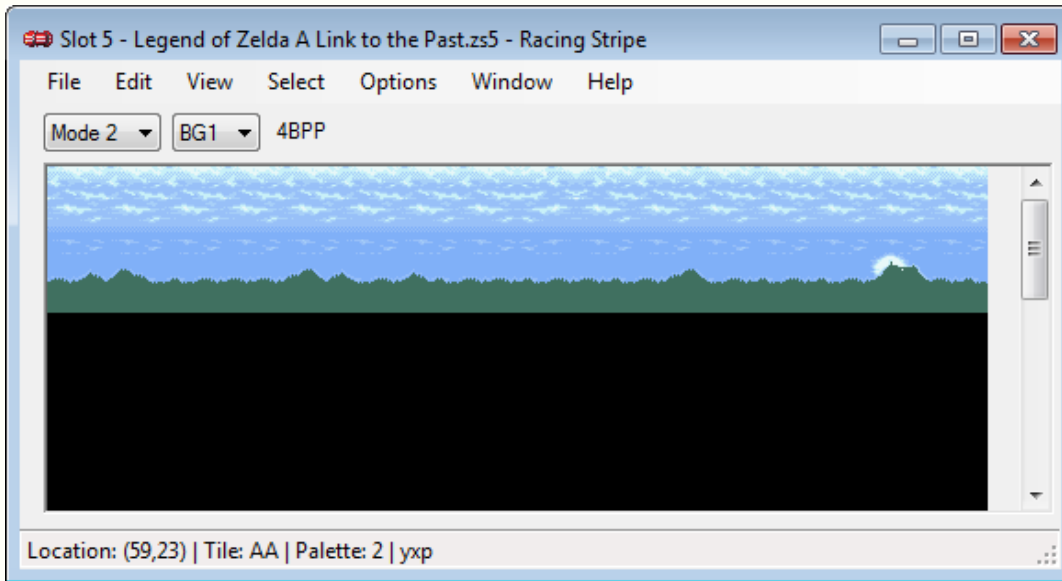 Slot 5 - Legend of Zelda A Link to the Past.zs5 - Racing Stripe
File Edit View Select Options Window Help
Mode 2 BG1 4BPP
Location: (59,23) | Tile: AA | Palette: 2 | yxp